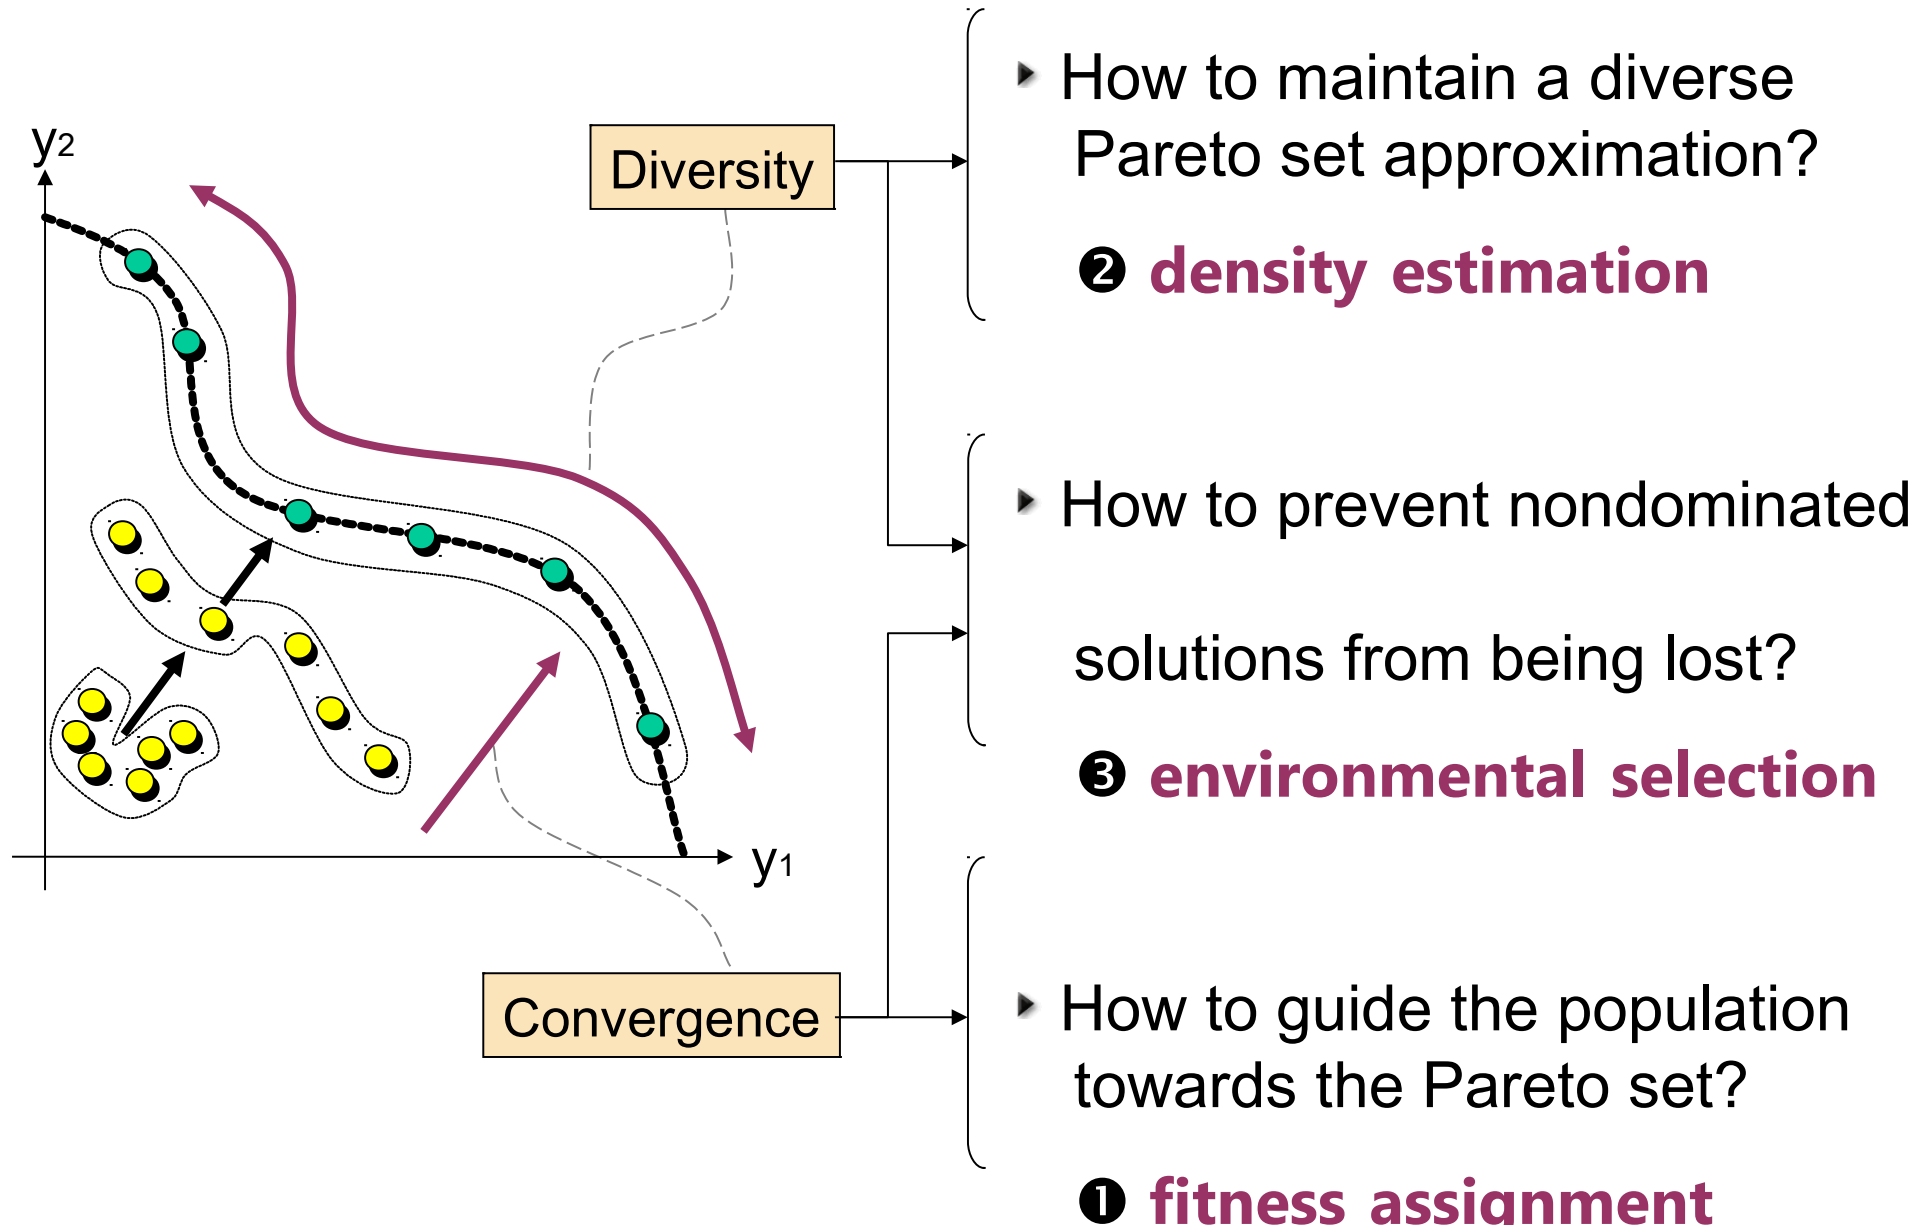 y2
y1
Diversity
Convergence
How to maintain a diverse
Pareto set approximation?
❷ density estimation
How to prevent nondominated
solutions from being lost?
❸ environmental selection
How to guide the population
towards the Pareto set?
❶ fitness assignment